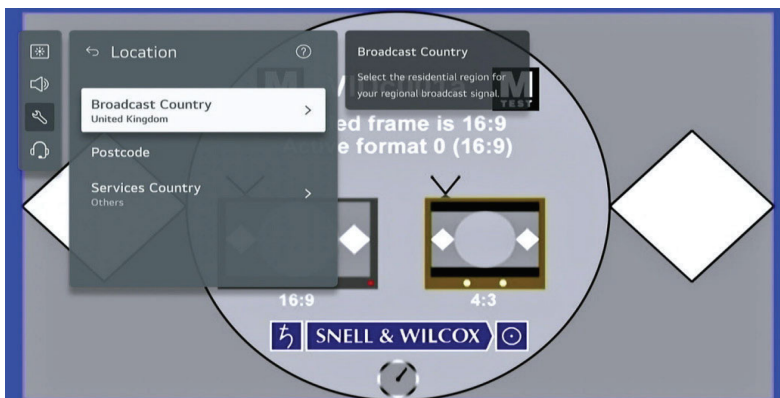 Location
?
Broadcast Country
United Kingdom
Postcode
Services Country
Others
Broadcast Country
Select the residential region for
your regional broadcast signal.
M
TEST
frame is 16:9
format 0 (16:9)
16:9
4:3
SNELL & WILCOX